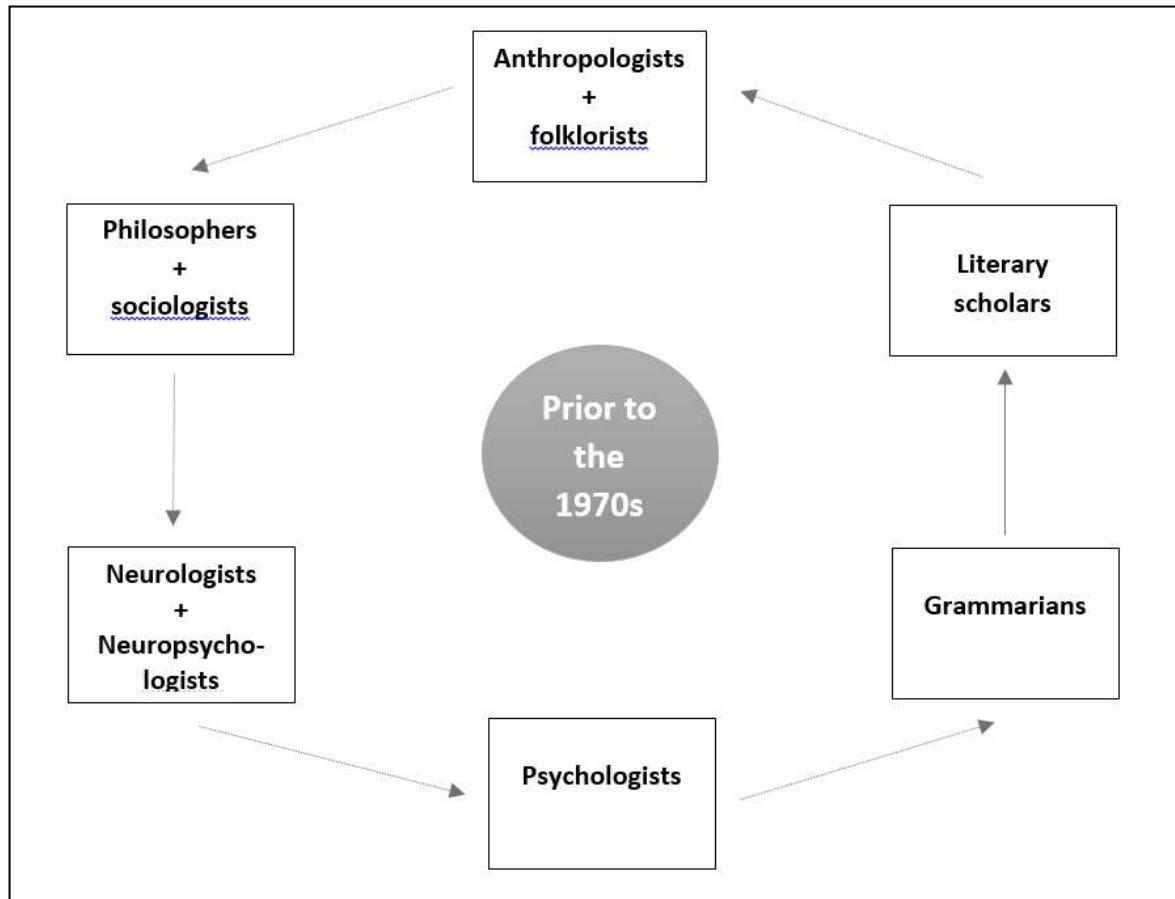 Anthropologists
+
folklorists
Philosophers
+
sociologists
Literary
scholars
Prior to
the
1970s
Neurologists
+
Neuropsycho-
logists
Grammarians
Psychologists